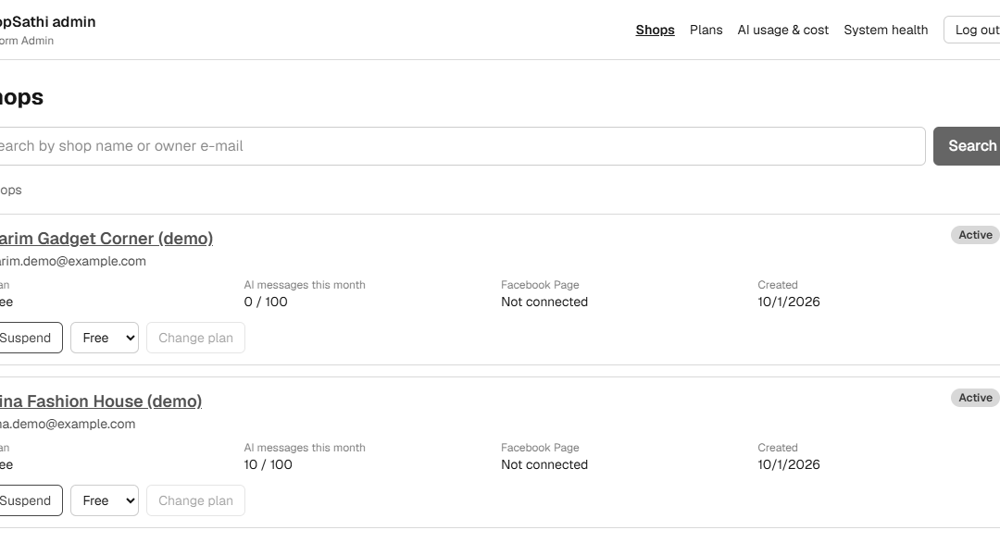 opSathi admin
orm Admin
Shops Plans AI usage & cost System health Log out
hops
earch by shop name or owner e-mail Search
ops
arim Gadget Corner (demo) Active
arim.demo@example.com
an AI messages this month Facebook Page Created
ee 0 / 100 Not connected 10/1/2026
Suspend Free Change plan
ina Fashion House (demo) Active
na.demo@example.com
an AI messages this month Facebook Page Created
ee 10 / 100 Not connected 10/1/2026
Suspend Free Change plan